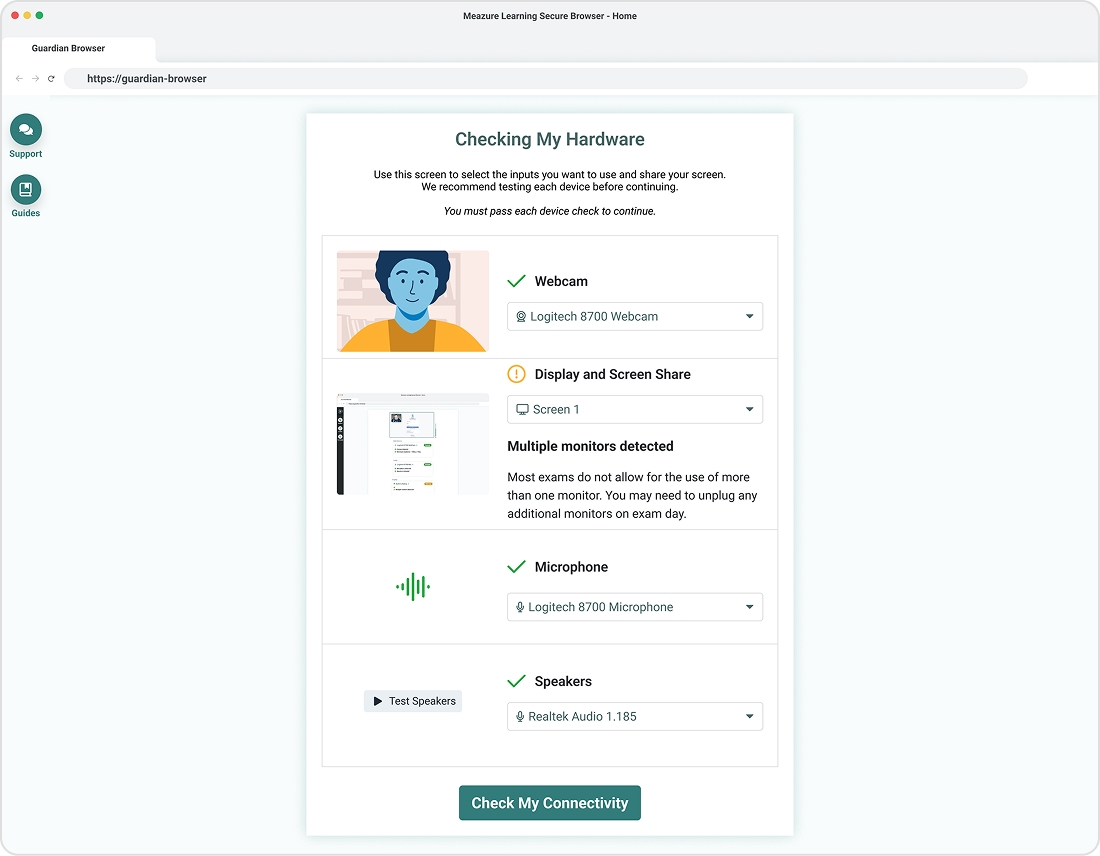 Meazure Learning Secure Browser - Home
Guardian Browser
https://guardian-browser
Support
Guides
Checking My Hardware
Use this screen to select the inputs you want to use and share your screen.
We recommend testing each device before continuing.
You must pass each device check to continue.
Webcam
Logitech 8700 Webcam
Display and Screen Share
Screen 1
Multiple monitors detected
Most exams do not allow for the use of more
than one monitor. You may need to unplug any
additional monitors on exam day.
Microphone
Logitech 8700 Microphone
Test Speakers
Speakers
Realtek Audio 1.185
Check My Connectivity